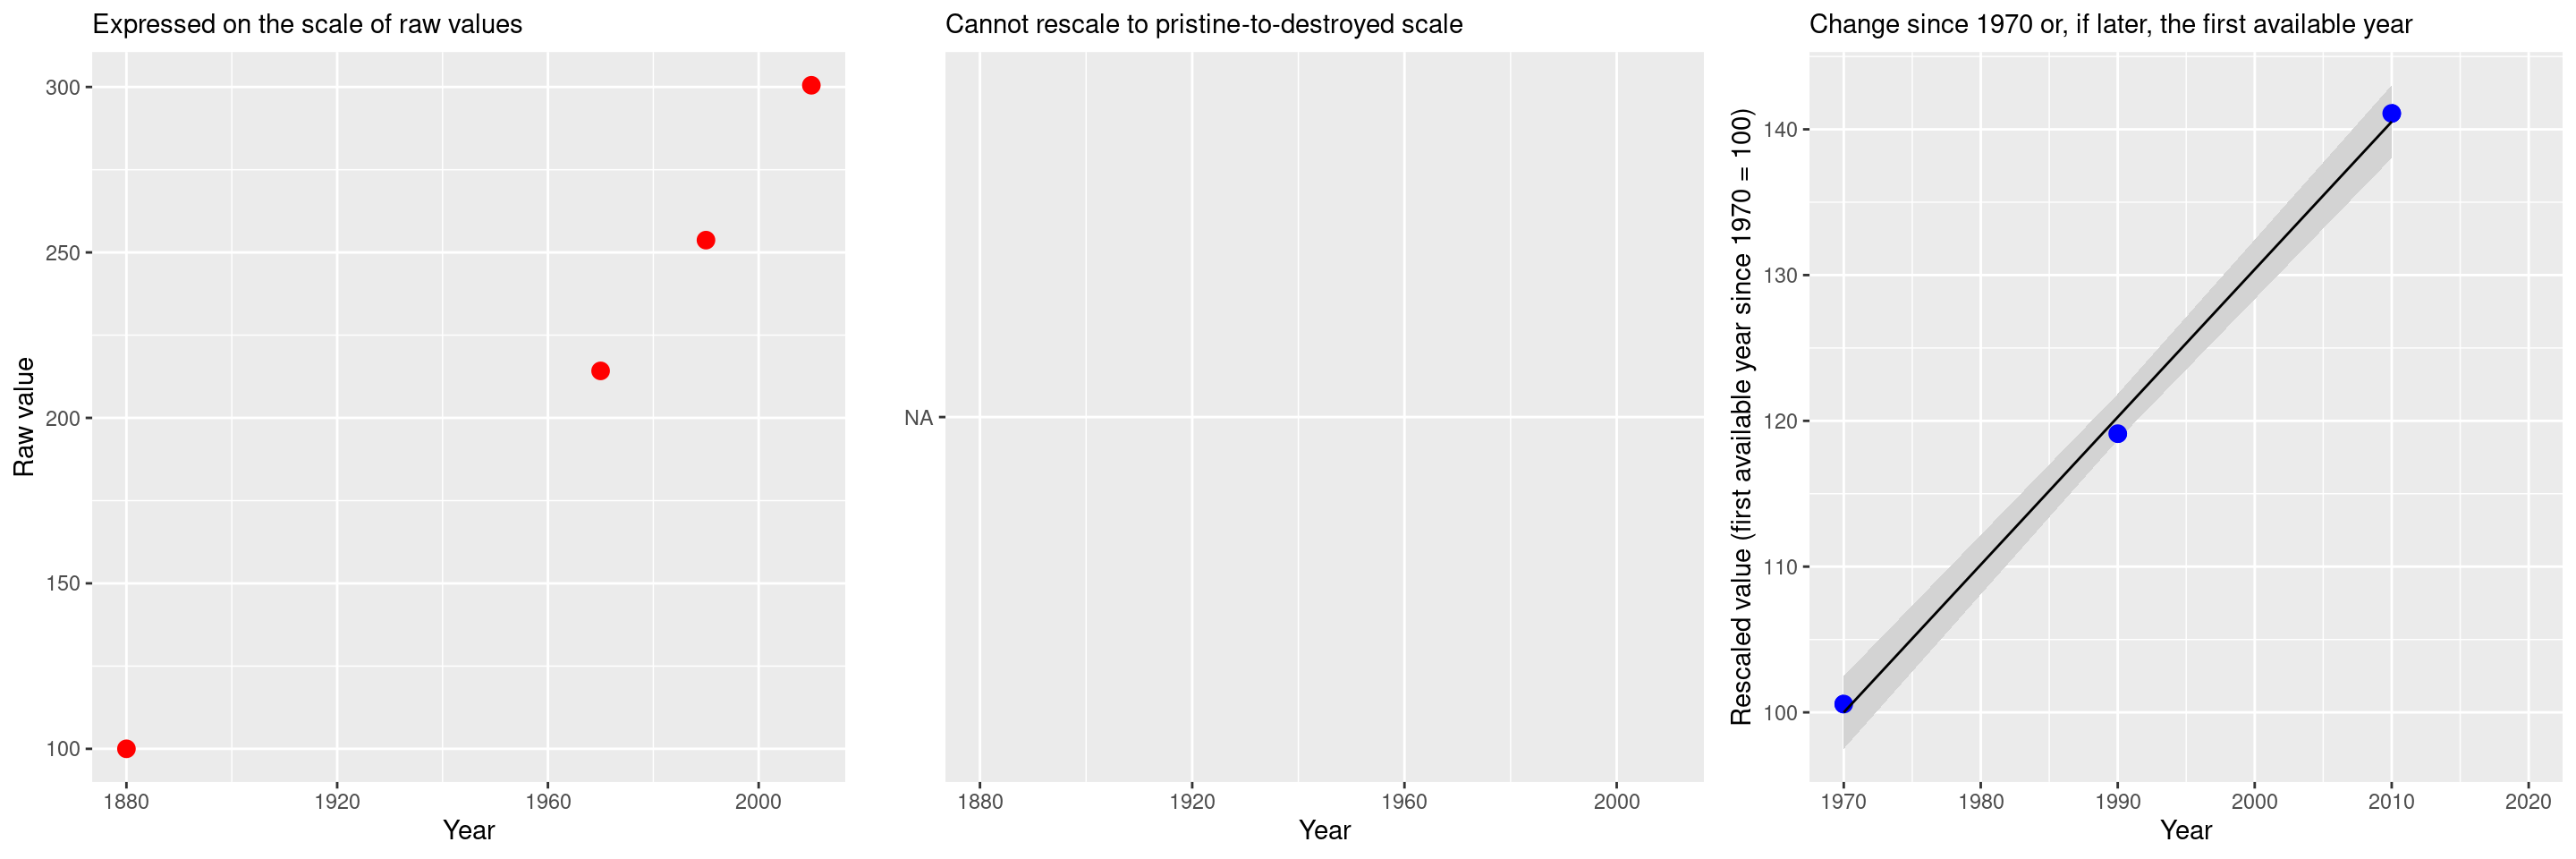 Expressed on the scale of raw values
Raw value
300
250
200
150
100
1880
1920
1960
2000
Year
Cannot rescale to pristine-to-destroyed scale
NA
1880
1920
1960
2000
Year
Change since 1970 or, if later, the first available year
Rescaled value (first available year since 1970 = 100)
140
130
120
110
100
1970
1980
1990
2000
2010
2020
Year